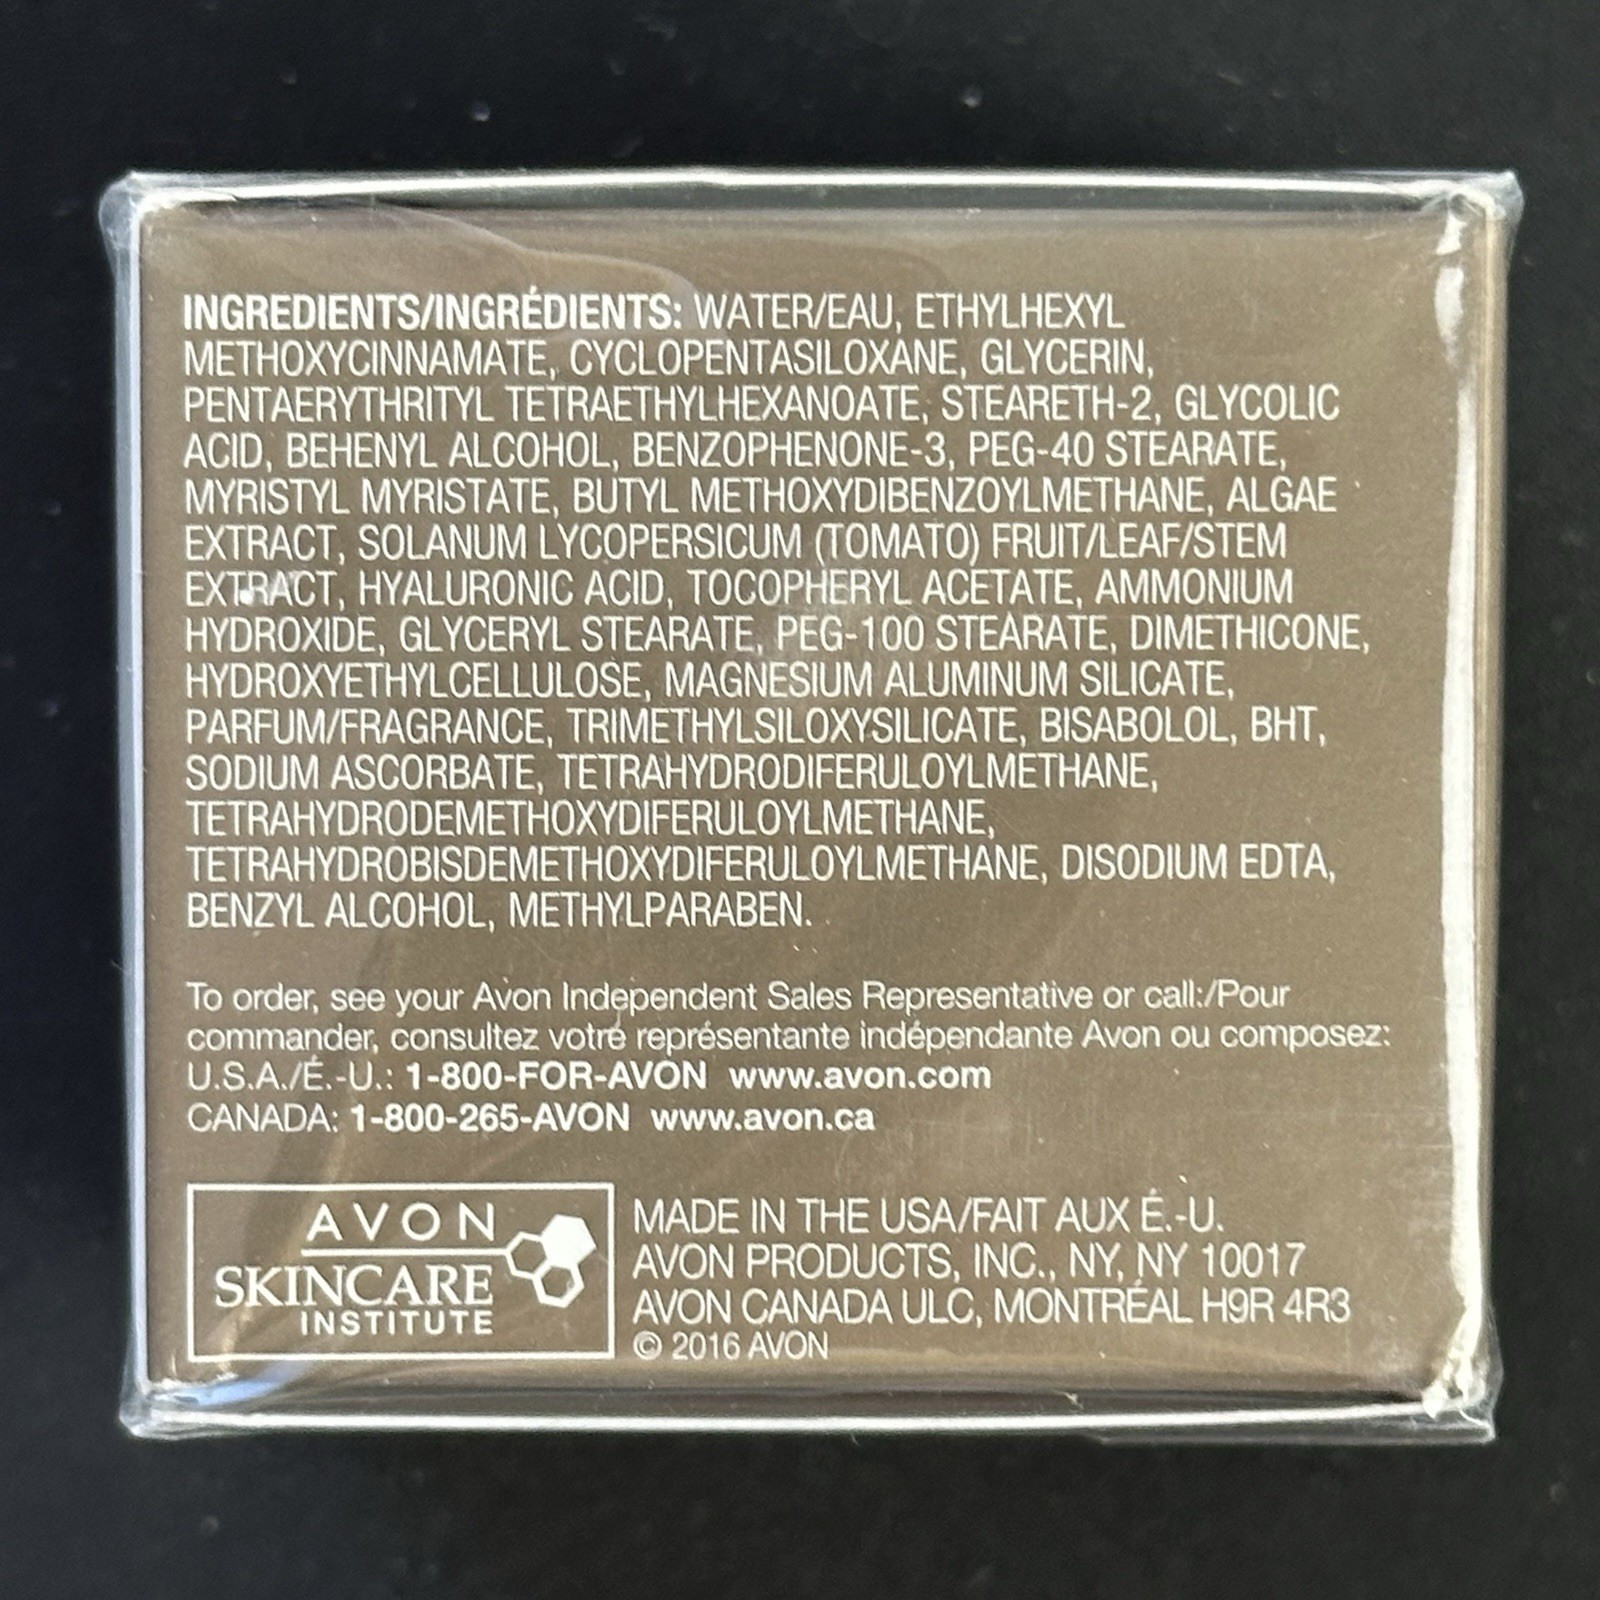 INGREDIENTS/INGRÉDIENTS: WATER/EAU, ETHYLHEXYL
METHOXYCINNAMATE, CYCLOPENTASILOXANE, GLYCERIN,
PENTAERYTHRITYL TETRAETHYLHEXANOATE, STEARETH-2, GLYCOLIC
ACID, BEHENYL ALCOHOL, BENZOPHENONE-3, PEG-40 STEARATE,
MYRISTYL MYRISTATE, BUTYL METHOXYDIBENZOYLMETHANE, ALGAE
EXTRACT, SOLANUM LYCOPERSICUM (TOMATO) FRUIT/LEAF/STEM
EXTRACT, HYALURONIC ACID, TOCOPHERYL ACETATE, AMMONIUM
HYDROXIDE, GLYCERYL STEARATE, PEG-100 STEARATE, DIMETHICONE,
HYDROXYETHYLCELLULOSE, MAGNESIUM ALUMINUM SILICATE,
PARFUM/FRAGRANCE, TRIMETHYLSILOXYSILICATE, BISABOLOL, BHT,
SODIUM ASCORBATE, TETRAHYDRODIFERULOYLMETHANE,
TETRAHYDRODEMETHOXYDIFERULOYLMETHANE,
TETRAHYDROBISDEMETHOXYDIFERULOYLMETHANE, DISODIUM EDTA,
BENZYL ALCOHOL, METHYLPARABEN.
To order, see your Avon Independent Sales Representative or call:/Pour
commander, consultez votre représentante indépendante Avon ou composez:
U.S.A./É.-U.: 1-800-FOR-AVON www.avon.com
CANADA: 1-800-265-AVON www.avon.ca
AVON
SKINCARE
INSTITUTE
MADE IN THE USA/FAIT AUX É.-U.
AVON PRODUCTS, INC., NY, NY 10017
AVON CANADA ULC, MONTRÉAL H9R 4R3
© 2016 AVON